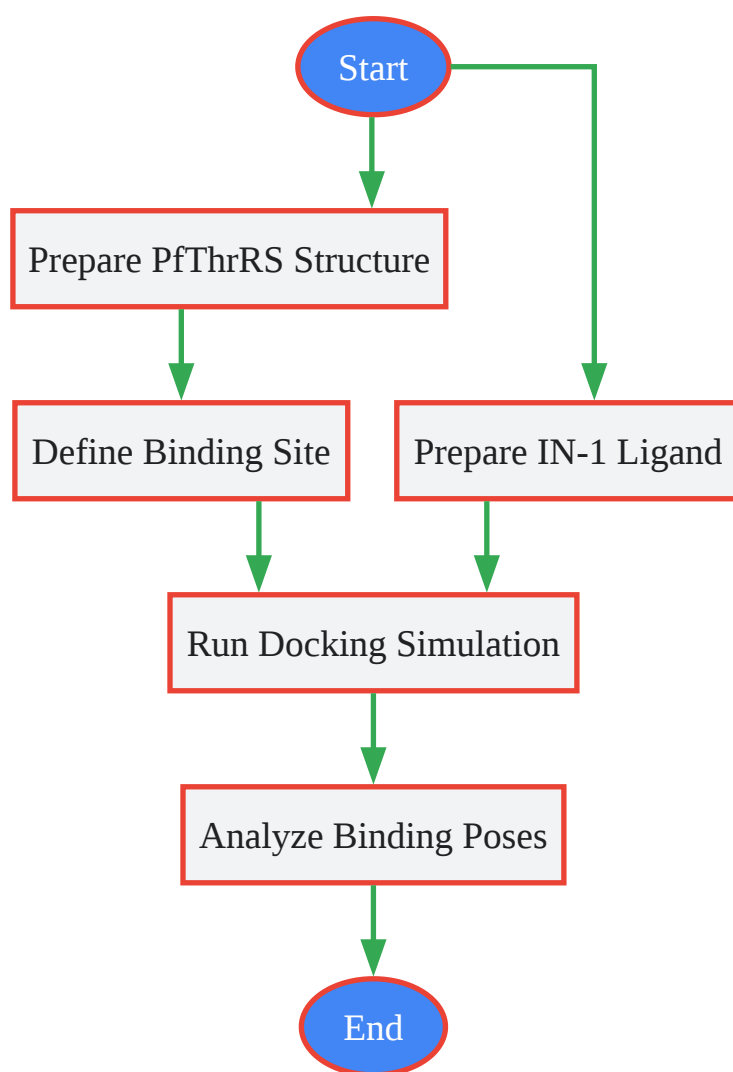 Start
Prepare PfThrRS Structure
Define Binding Site
Prepare IN-1 Ligand
Run Docking Simulation
Analyze Binding Poses
End